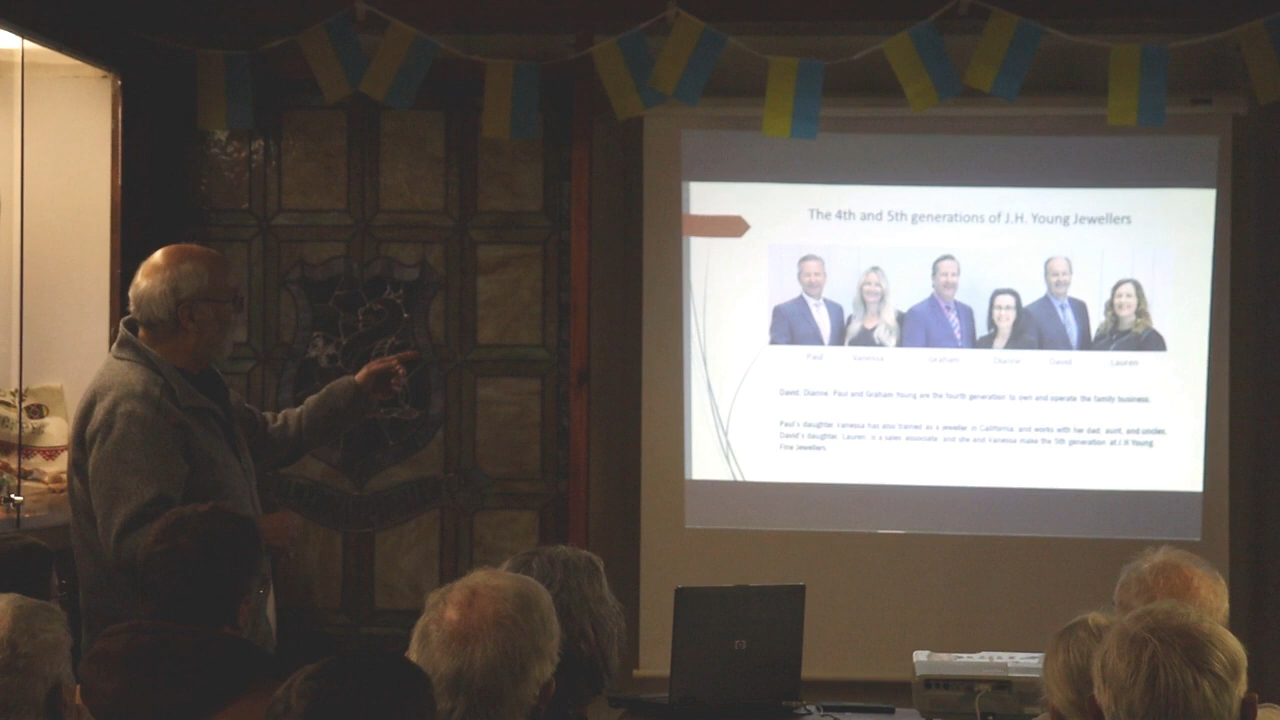 The 4th and 5th generations of J.H. Young Jewellers
Paul Vanessa Graham Dianne David Lauren
David, Dianne, Paul and Graham Young are the fourth generation to own and operate the family business.
Paul's daughter Vanessa has also trained as a jeweller in California, and works with her dad, aunt, and uncles.
David's daughter, Lauren, is a sales associate, and she and Vanessa make the 5th generation at J.H Young
Fine Jewellers.
hp